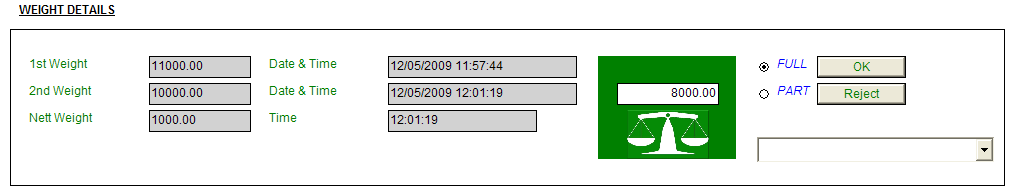 WEIGHT DETAILS
1st Weight 11000.00 Date & Time 12/05/2009 11:57:44
2nd Weight 10000.00 Date & Time 12/05/2009 12:01:19
Nett Weight 1000.00 Time 12:01:19
8000.00
FULL OK
PART Reject